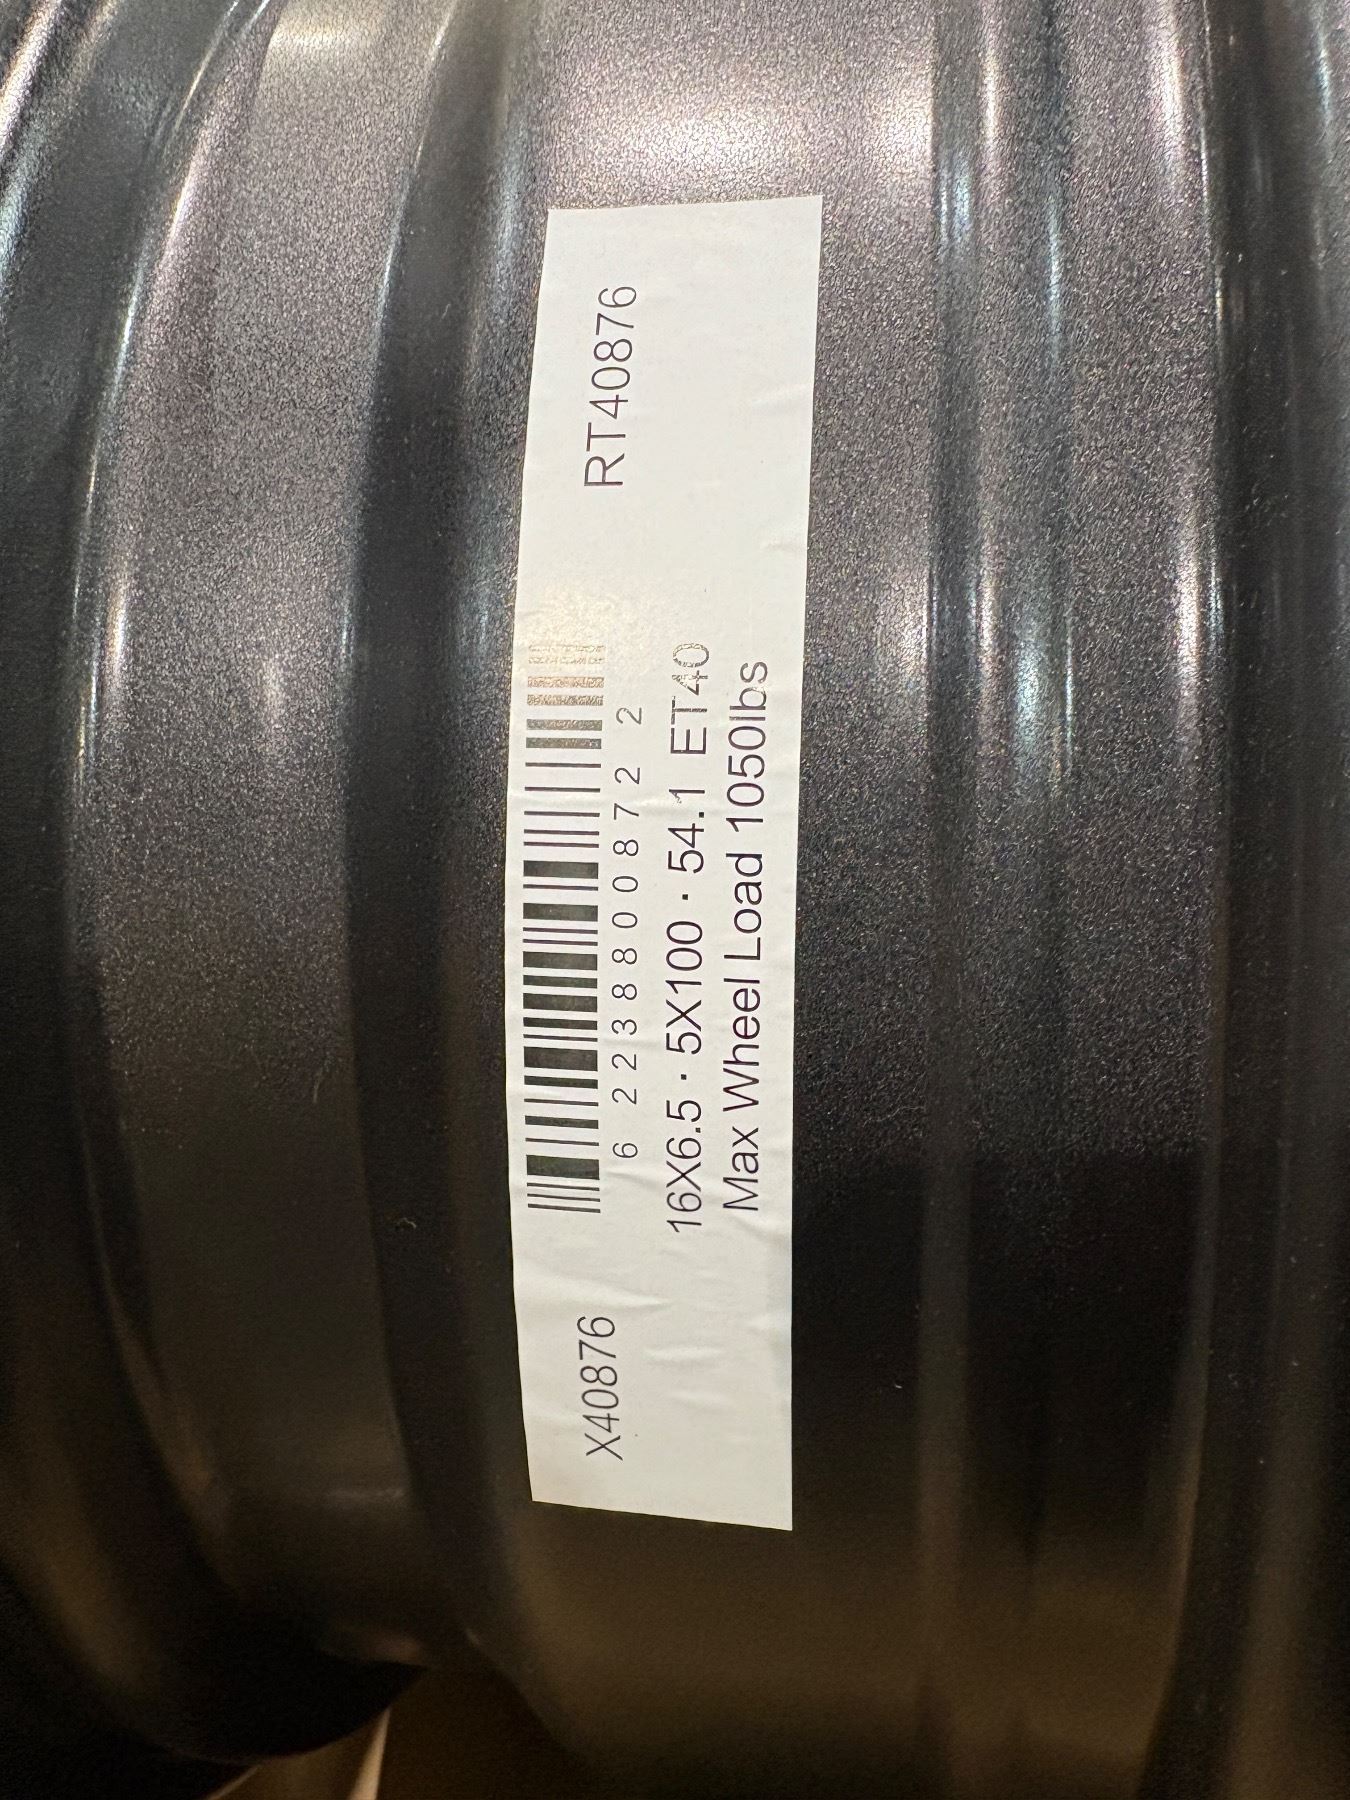 X40876
RT40876
6 22388 00872 2
16X6.5 · 5X100 · 54.1 ET40
Max Wheel Load 1050lbs